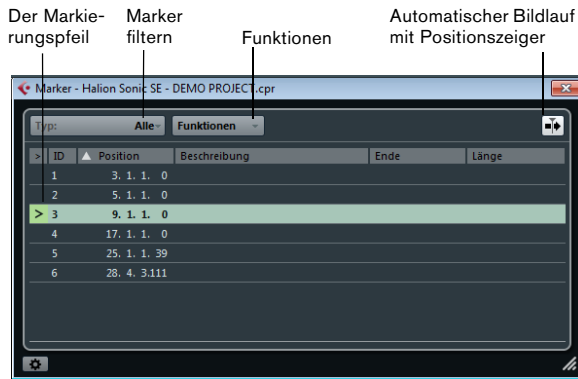 Der Markie-
rungspfeil
Marker
filtern
Funktionen
Automatischer Bildlauf
mit Positionszeiger
Marker - Halion Sonic SE - DEMO PROJECT.cpr
Typ: Alle Funktionen
> ID Position Beschreibung Ende Länge
1 3. 1. 1. 0
2 5. 1. 1. 0
> 3 9. 1. 1. 0
4 17. 1. 1. 0
5 25. 1. 1. 39
6 28. 4. 3.111